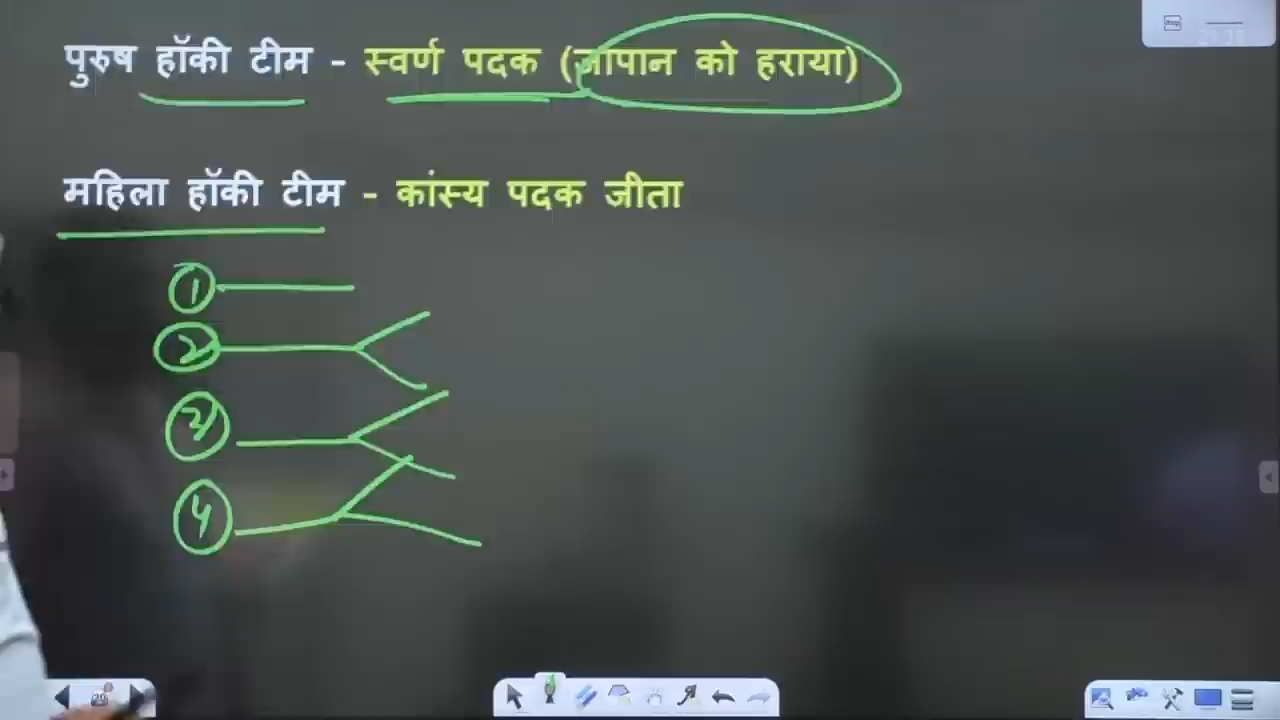 पुरुष हॉकी टीम - स्वर्ण पदक (जापान को हराया)
महिला हॉकी टीम - कांस्य पदक जीता
1
2
3
4